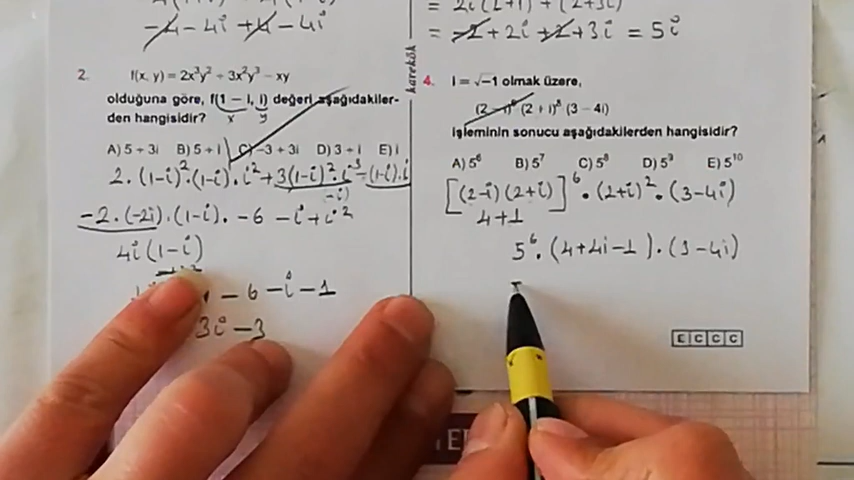 -4-4i+4-4i
2.
f(x, y) = 2x³y² + 3x²y³ – xy
olduğuna göre, f(1 – i, i) değeri aşağıdakiler-
x y
den hangisidir?
A) 5 + 3i B) 5 + i C) –3 + 3i D) 3 + i E) i
2.(1-i)².(1-i).i²+3(1-i)².i³-(1-i).i
(-i)
-2.(-2i).(1-i).-6-i+i²
4i(1-i)
-6-i-1
3i-3
karekök
= 2i(2+1)+(2+3i)
= -2+2i+2+3i = 5i
4.
i = √-1 olmak üzere,
(2 + i)⁸ (3 – 4i)
işleminin sonucu aşağıdakilerden hangisidir?
A) 5⁶ B) 5⁷ C) 5⁸ D) 5⁹ E) 5¹⁰
[(2-i)(2+i)]⁶.(2+i)².(3-4i)
4+1
5⁶.(4+4i-1).(3-4i)
E C C C